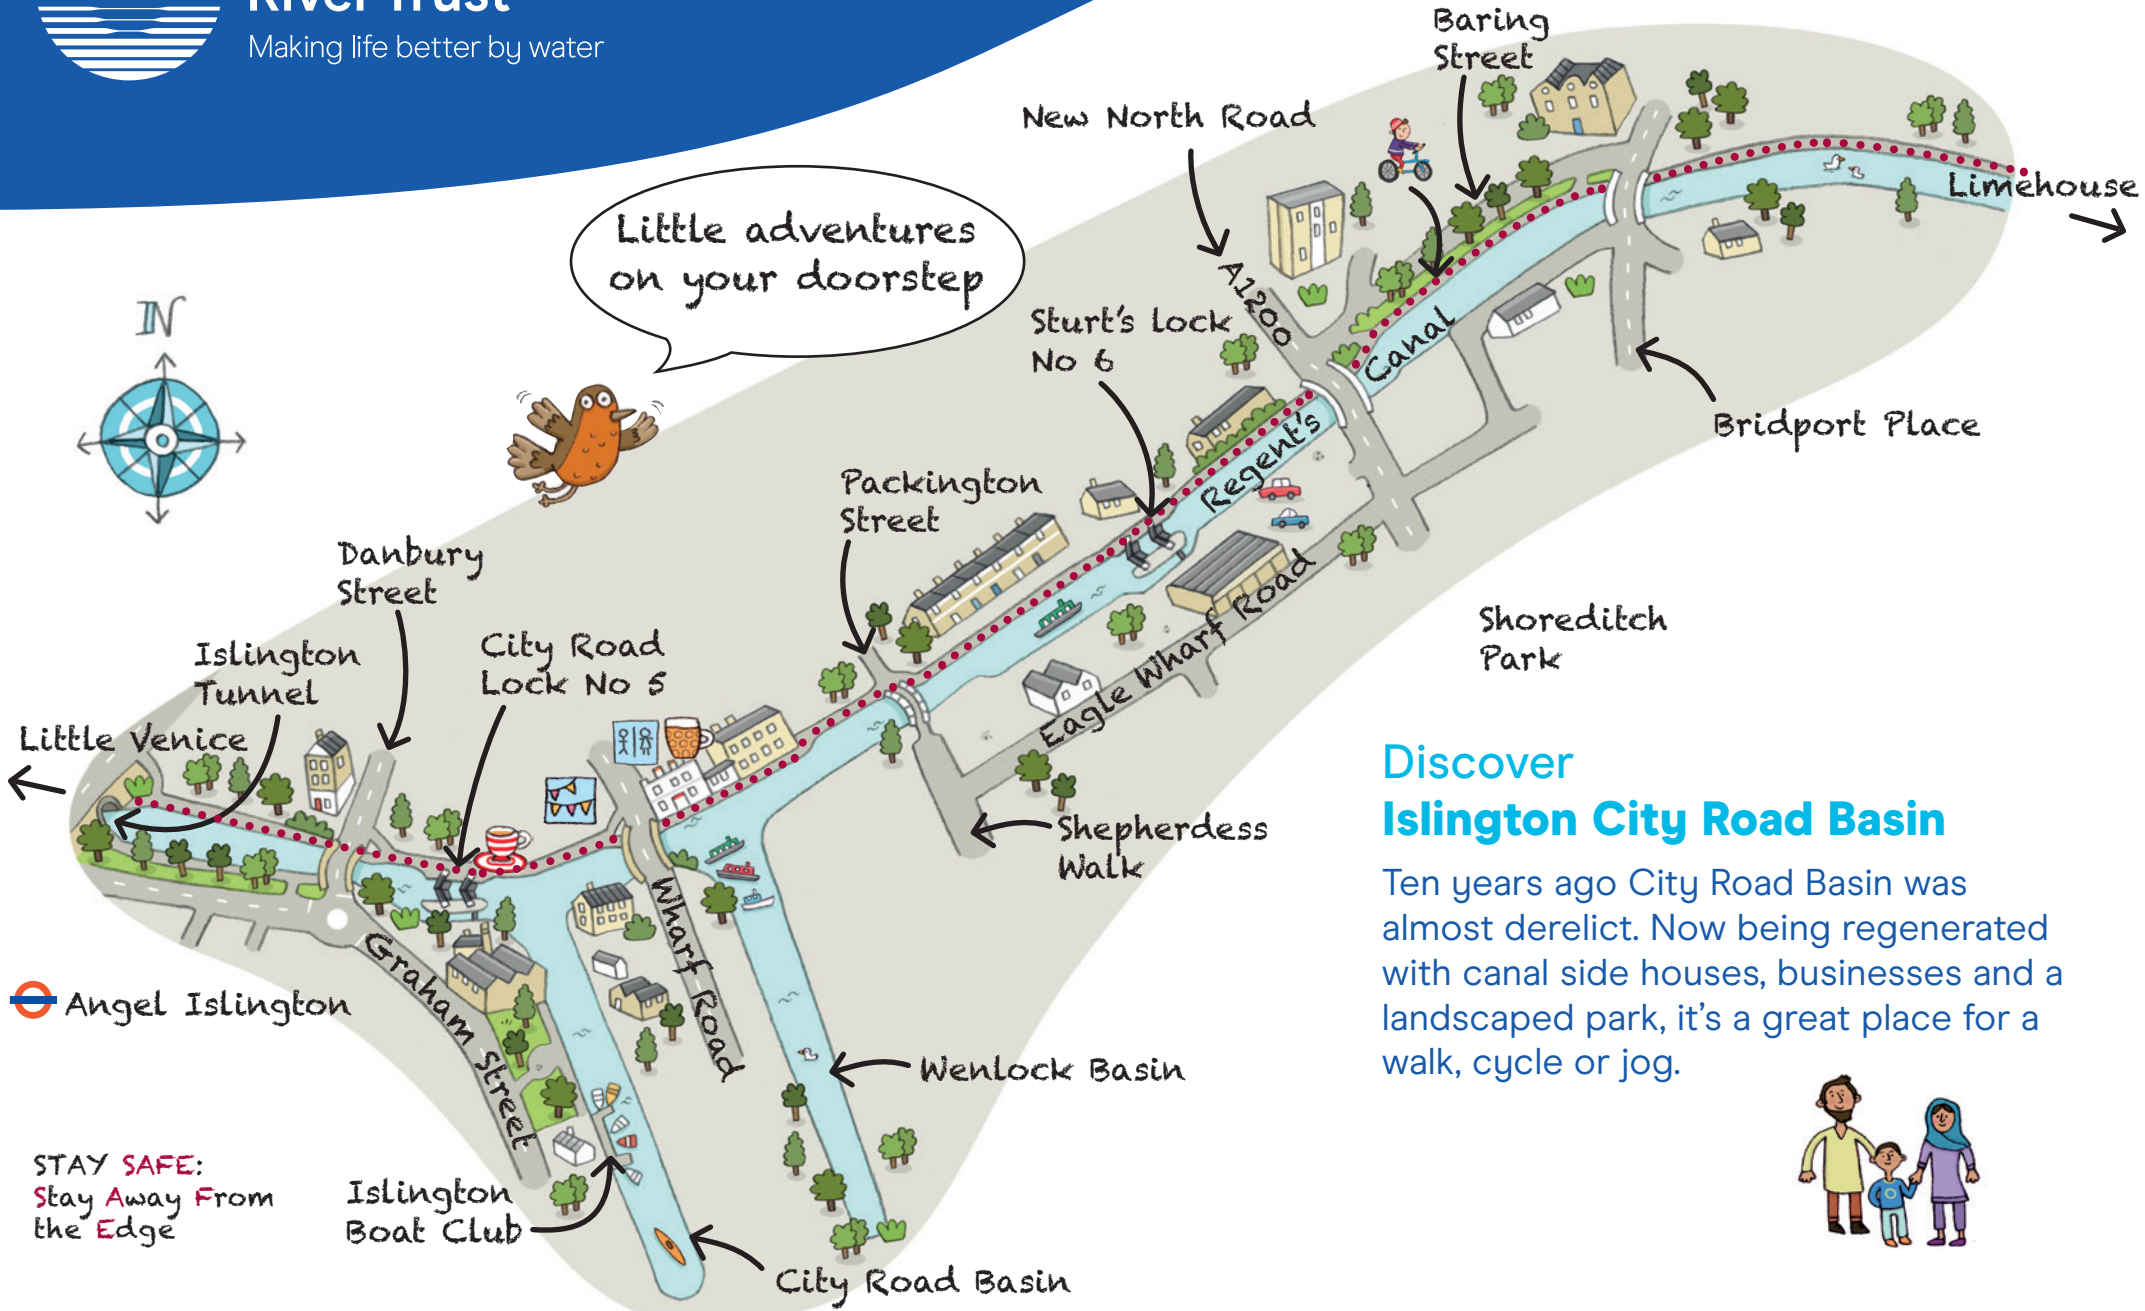 River Trust
Making life better by water
Baring
Street
New North Road
Limehouse
Little adventures
on your doorstep
N
A1200
Sturt's Lock
No 6
Canal
Regent's
Bridport Place
Packington
Street
Danbury
Street
Shoreditch
Park
Eagle Wharf Road
Islington
Tunnel
City Road
Lock No 5
Little Venice
Discover
Islington City Road Basin
Ten years ago City Road Basin was
almost derelict. Now being regenerated
with canal side houses, businesses and a
landscaped park, it's a great place for a
walk, cycle or jog.
Shepherdess
Walk
Wharf Road
Graham Street
Angel Islington
Wenlock Basin
STAY SAFE:
Stay Away From
the Edge
Islington
Boat Club
City Road Basin